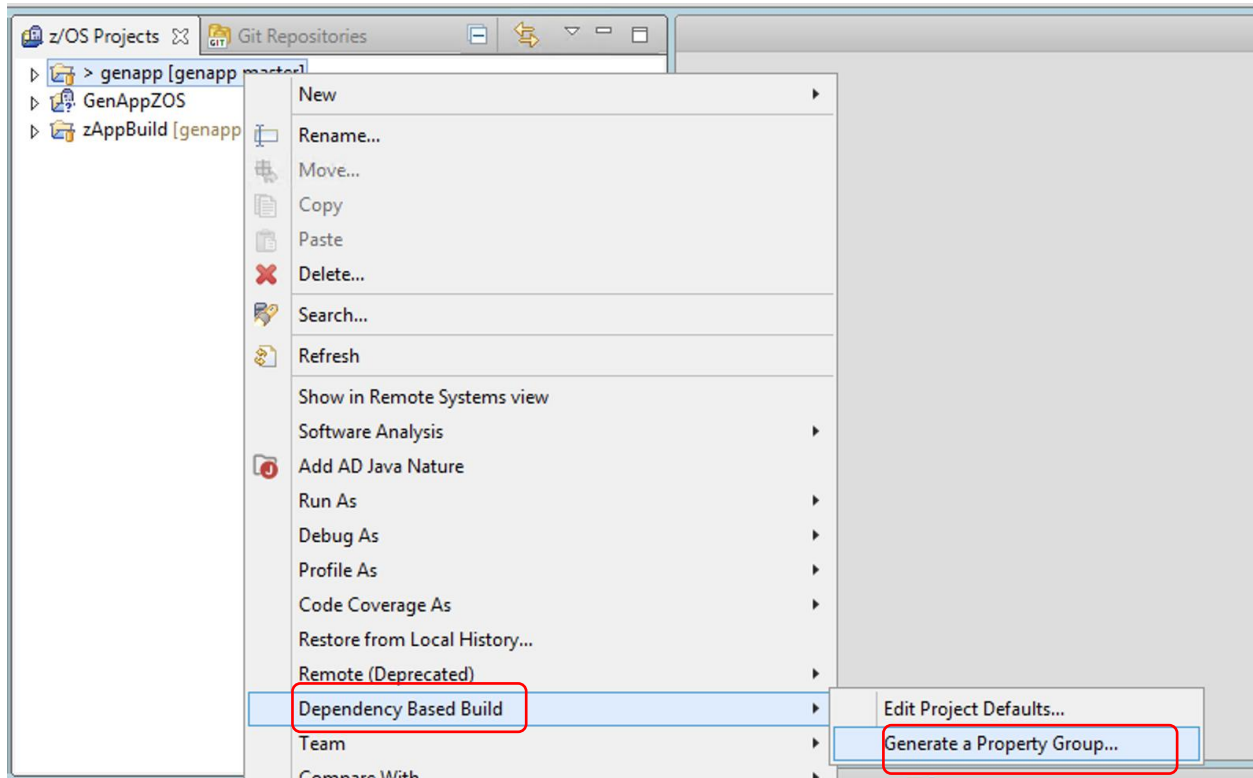 z/OS Projects Git Repositories
> genapp [genapp master]
GenAppZOS
zAppBuild [genapp
New
Rename...
Move...
Copy
Paste
Delete...
Search...
Refresh
Show in Remote Systems view
Software Analysis
Add AD Java Nature
Run As
Debug As
Profile As
Code Coverage As
Restore from Local History...
Remote (Deprecated)
Dependency Based Build
Team
Compare With
Edit Project Defaults...
Generate a Property Group...